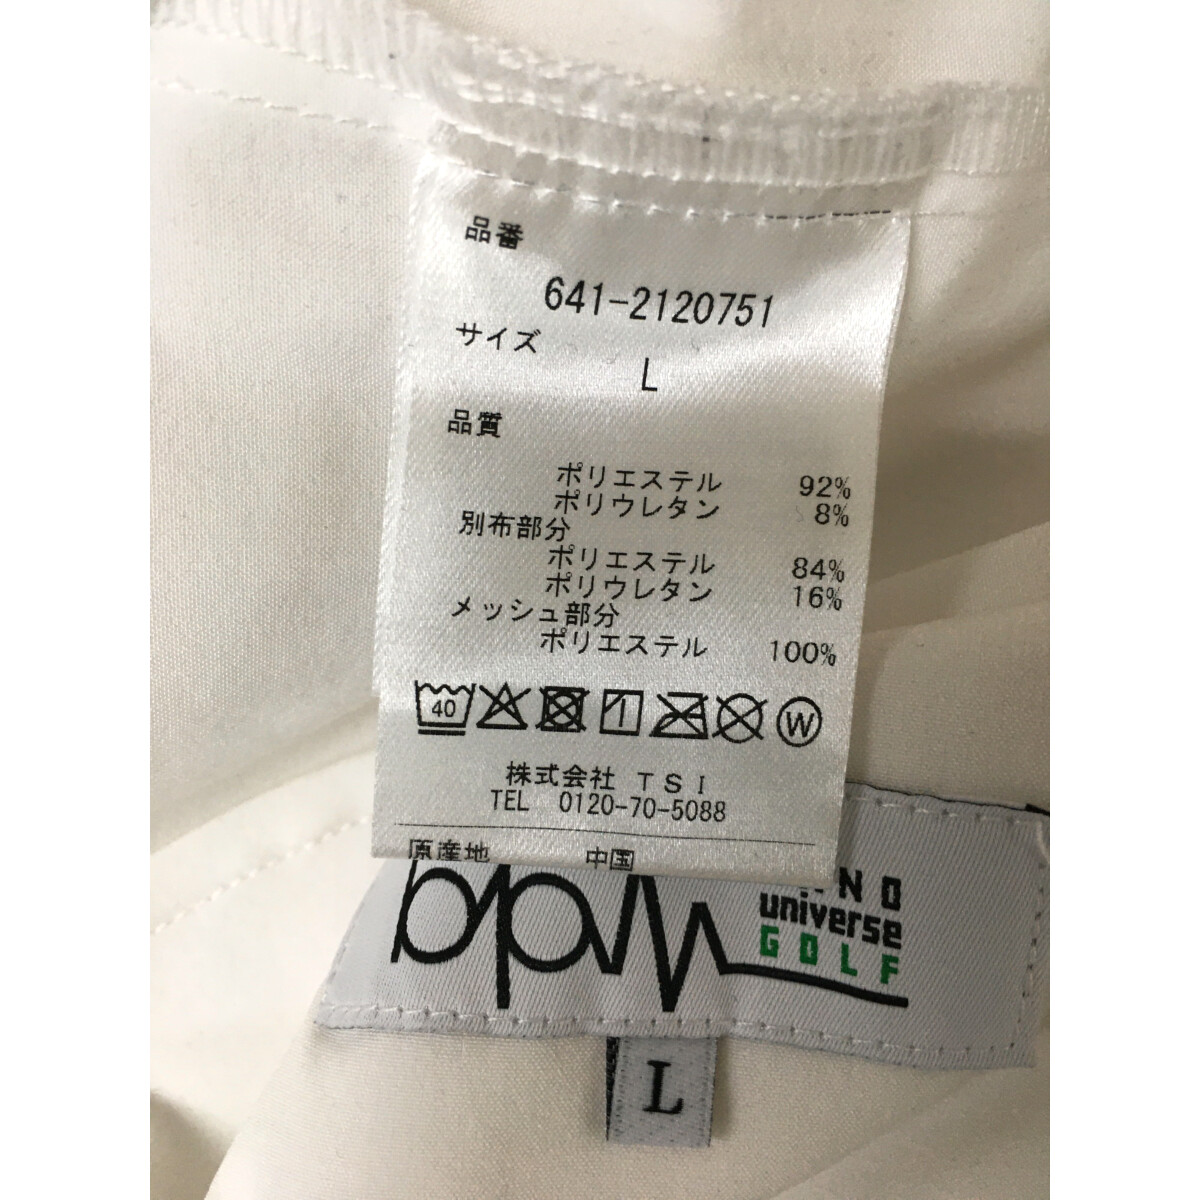 品番
641-2120751
サイズ
L
品質
ポリエステル 92%
ポリウレタン 8%
別布部分
ポリエステル 84%
ポリウレタン 16%
メッシュ部分
ポリエステル 100%
40 W
株式会社 TSI
TEL 0120-70-5088
原産地 中国
universe
GOLF
L